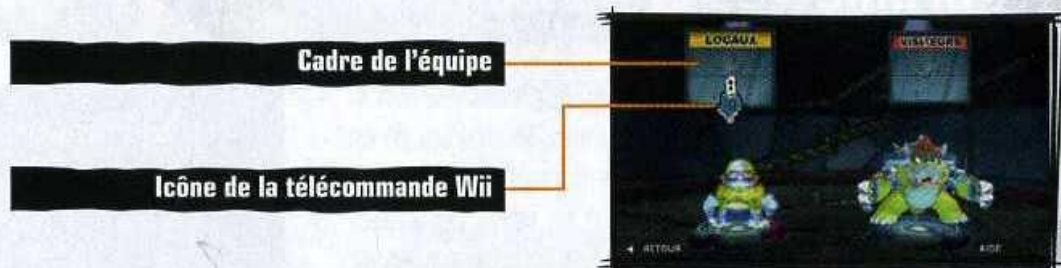 Cadre de l'équipe
Icône de la télécommande Wii
LOCAUX
VISITEURS
RETOUR
AIDE